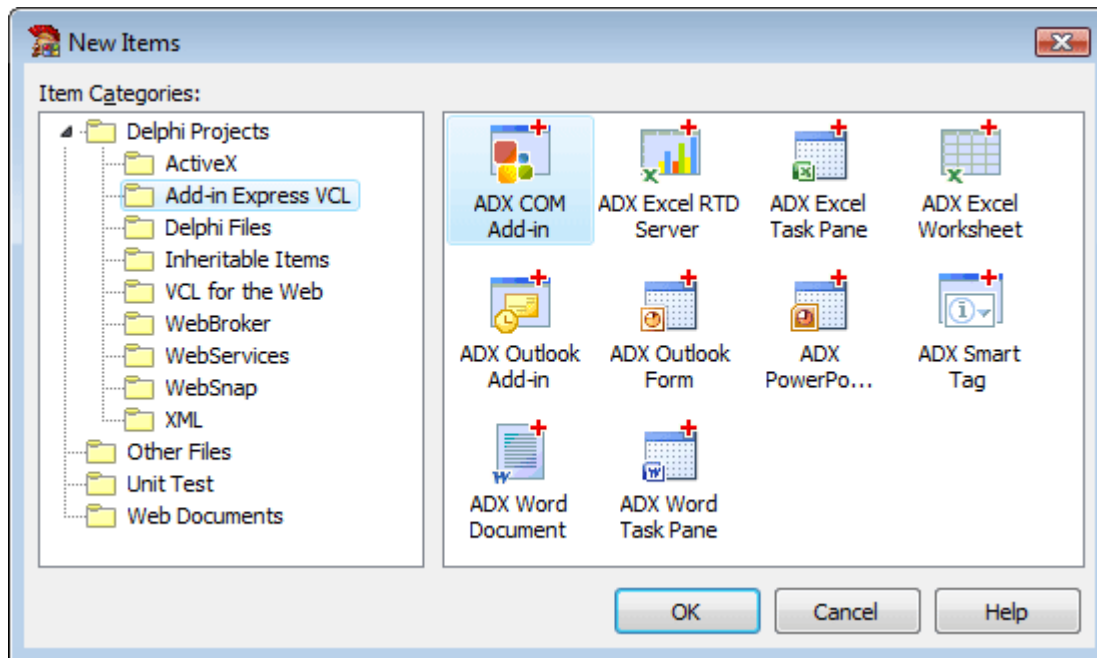 New Items
Item Categories:
Delphi Projects
ActiveX
Add-in Express VCL
Delphi Files
Inheritable Items
VCL for the Web
WebBroker
WebServices
WebSnap
XML
Other Files
Unit Test
Web Documents
ADX COM
Add-in
ADX Excel RTD
Server
ADX Excel
Task Pane
ADX Excel
Worksheet
ADX Outlook
Add-in
ADX Outlook
Form
ADX
PowerPo...
ADX Smart
Tag
ADX Word
Document
ADX Word
Task Pane
OK
Cancel
Help